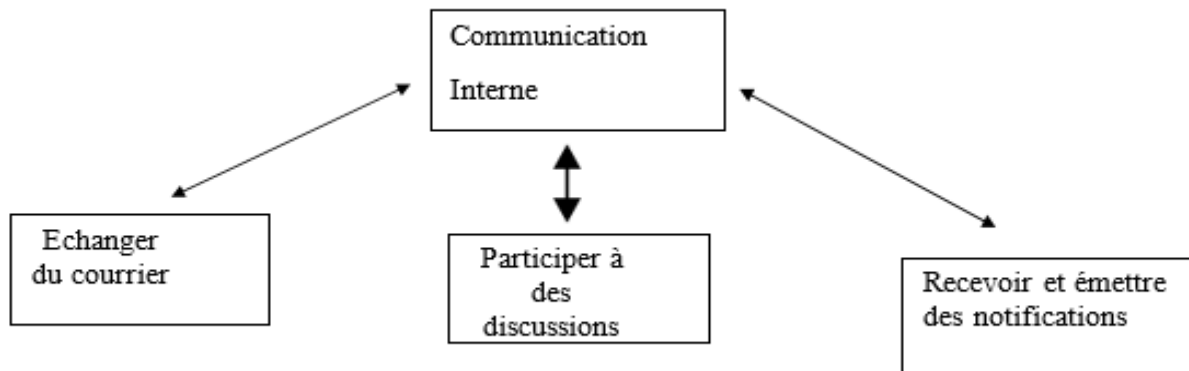 Communication
Interne
Echanger
du courrier
Participer à
des
discussions
Recevoir et émettre
des notifications